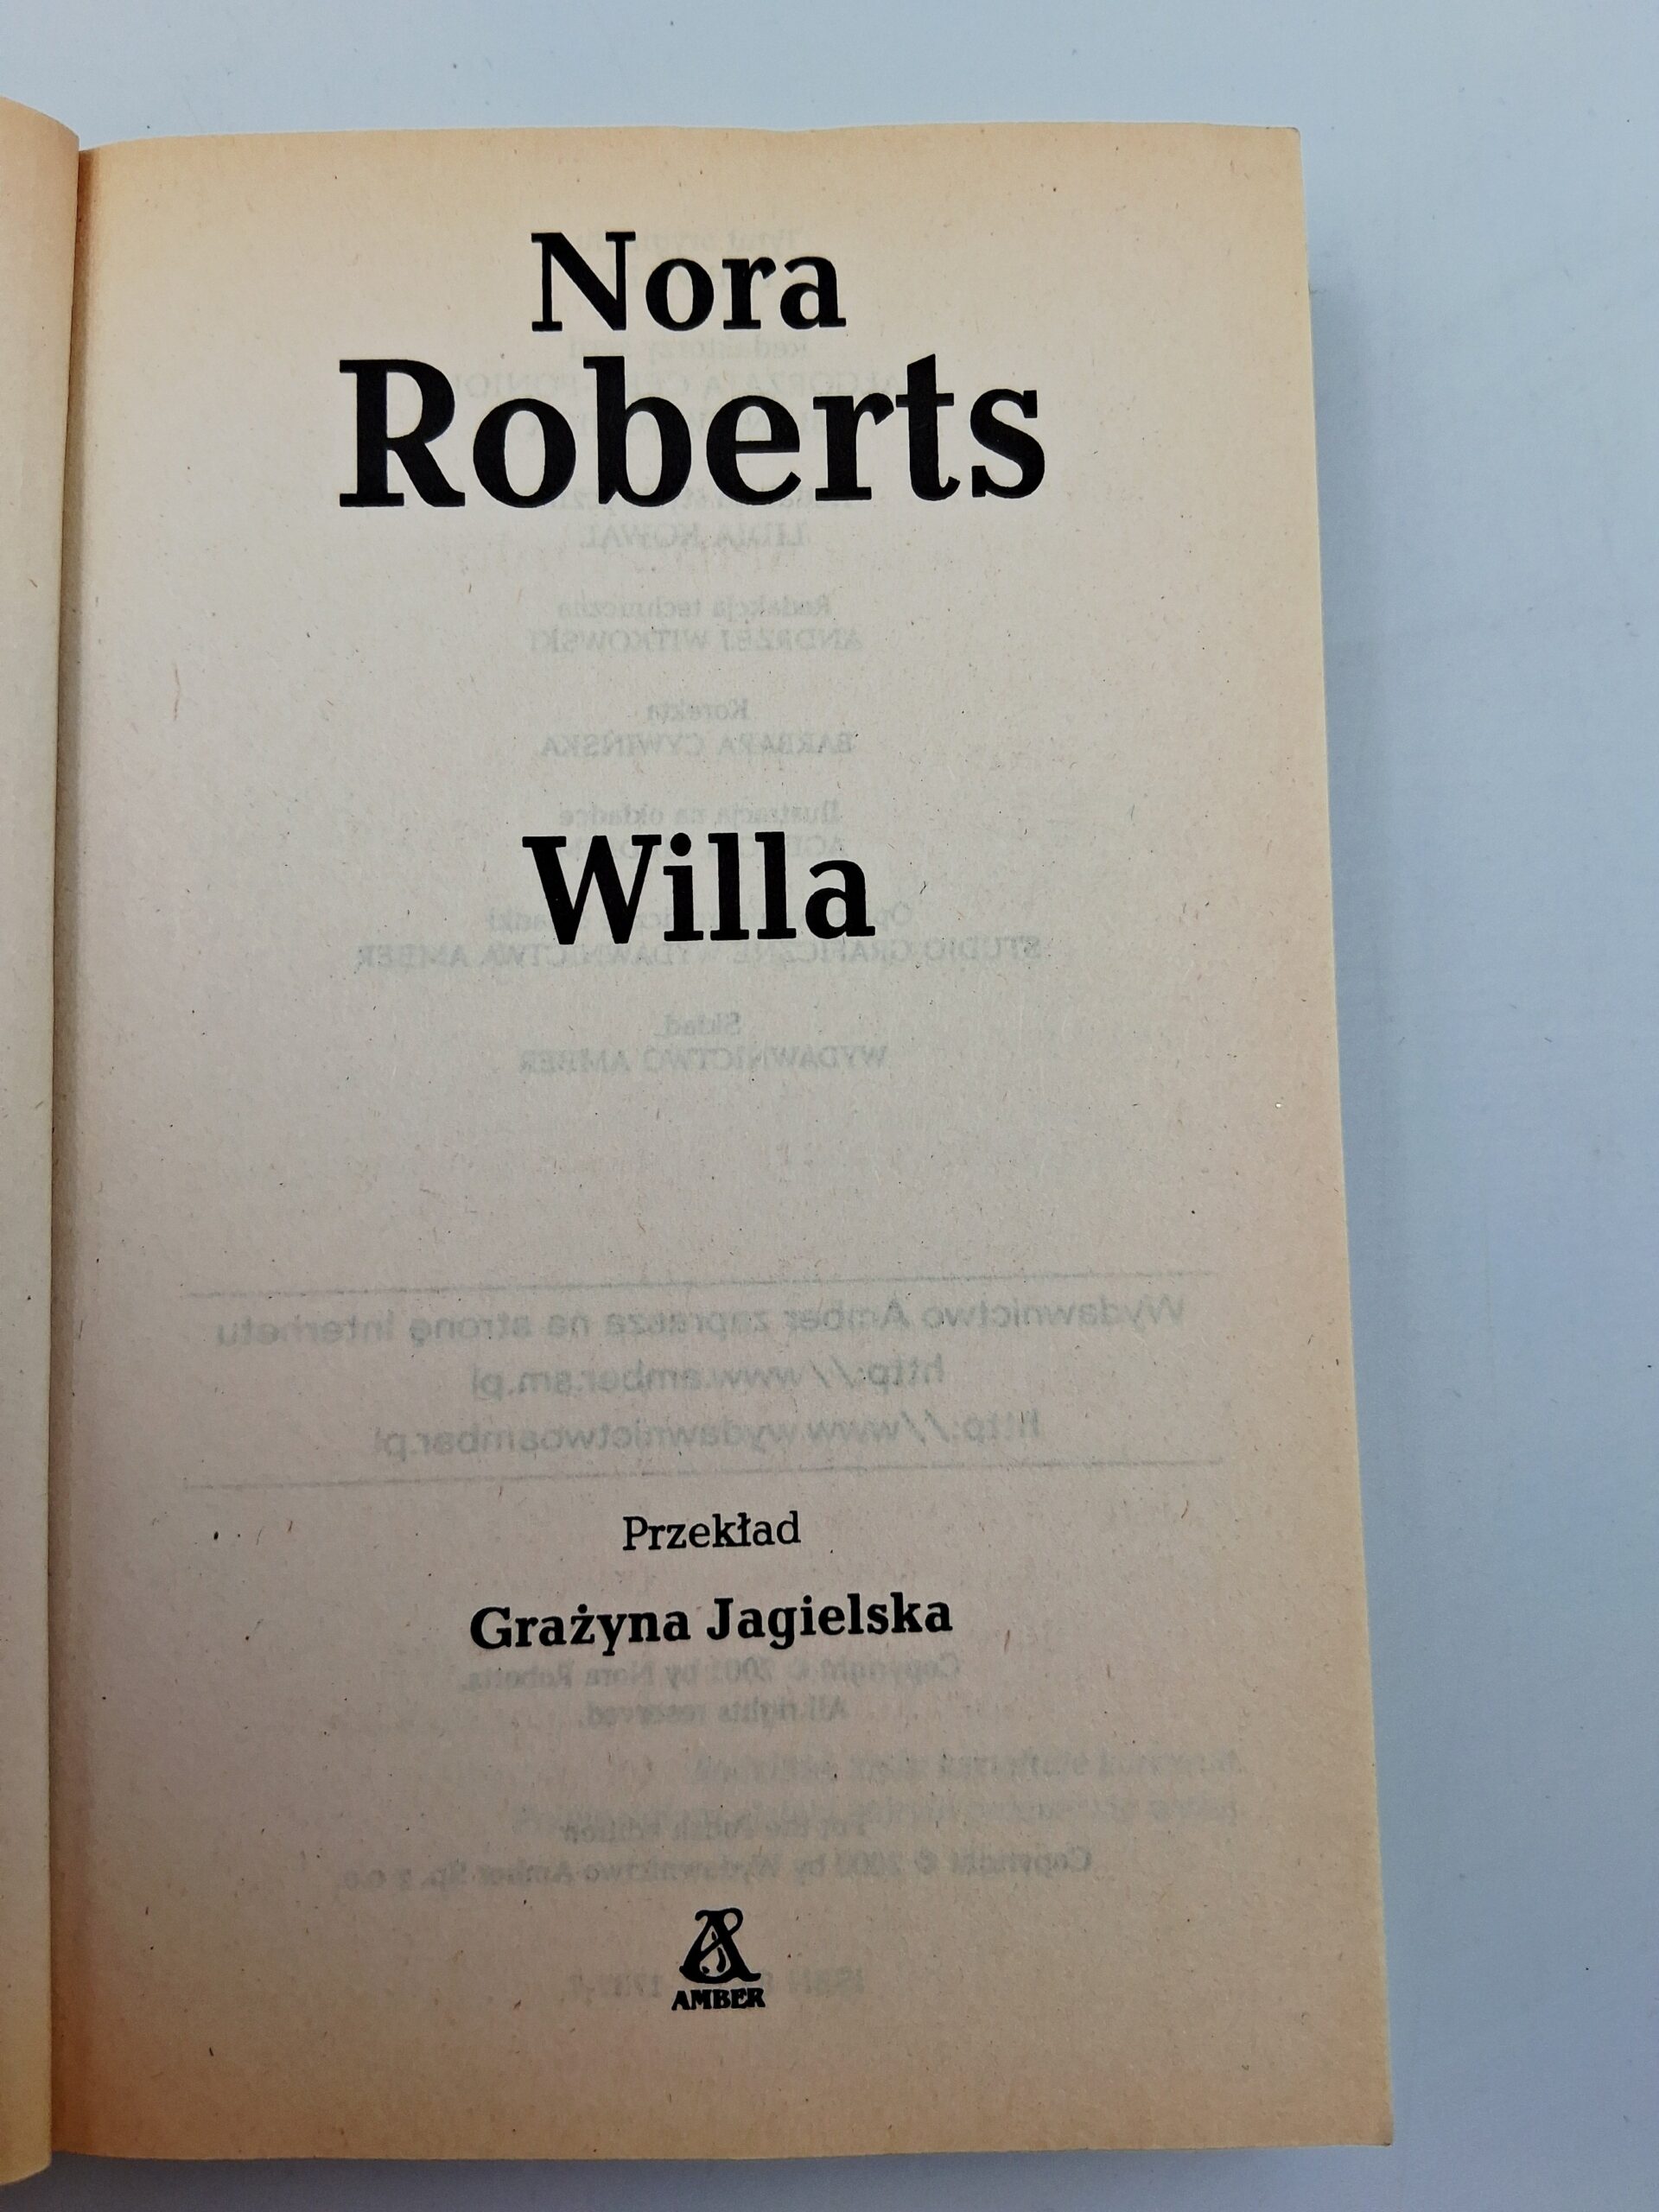 Nora
Roberts
Willa
Przekład
Grażyna Jagielska
AMBER